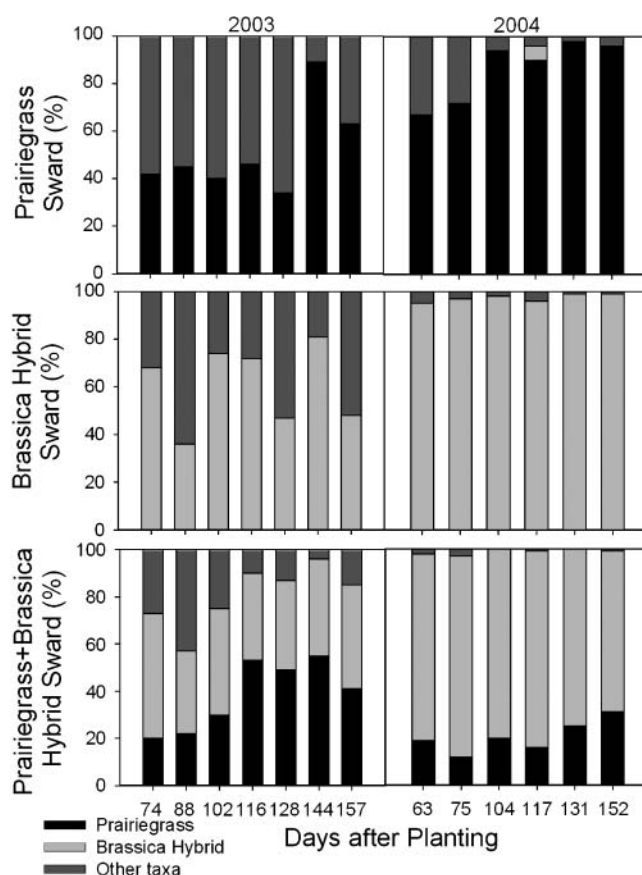 2003 2004
100
80
60
40
20
0
Prairiegrass
Sward (%)
100
80
60
40
20
0
Brassica Hybrid
Sward (%)
100
80
60
40
20
0
Prairiegrass+Brassica
Hybrid Sward (%)
74 88 102 116 128 144 157 63 75 104 117 131 152
Days after Planting
Prairiegrass
Brassica Hybrid
Other taxa